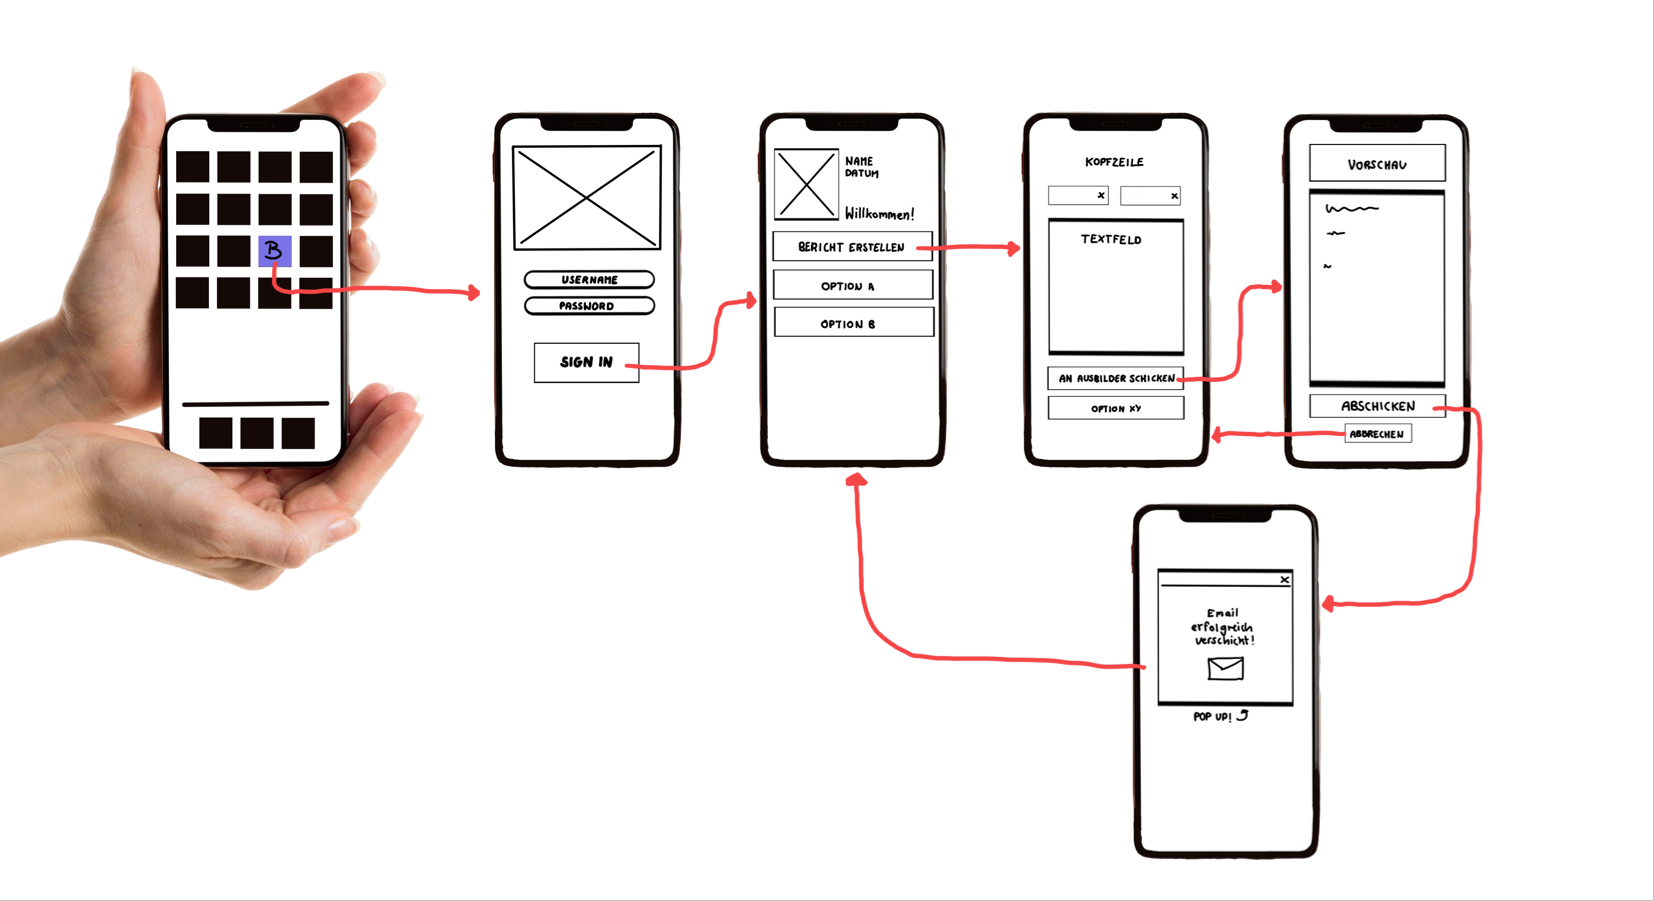 B
USERNAME
PASSWORD
SIGN IN
NAME
DATUM
Willkommen!
BERICHT ERSTELLEN
OPTION A
OPTION B
KOPFZEILE
x
x
TEXTFELD
AN AUSBILDER SCHICKEN
OPTION XY
VORSCHAU
ABSCHICKEN
ABBRECHEN
X
Email
erfolgreich
verschickt!
POP UP!